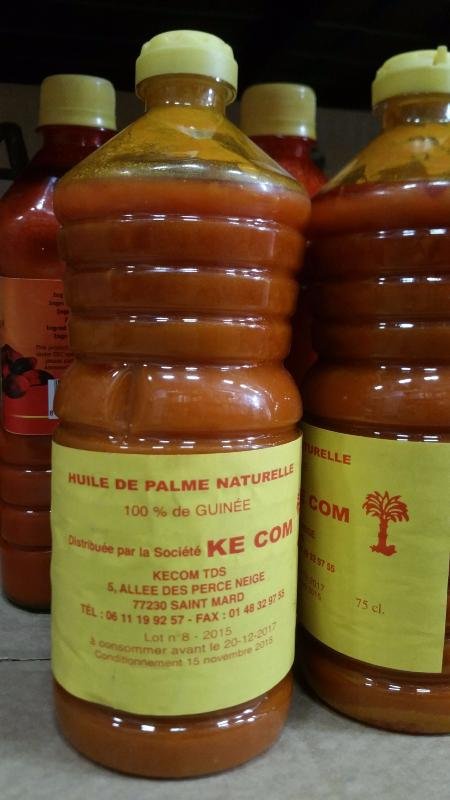 HUILE DE PALME NATURELLE
100 % de GUINÉE
Distribuée par la Société KE COM
KECOM TDS
5, ALLEE DES PERCE NEIGE
77230 SAINT MARD
TÉL : 06 11 19 92 57 - FAX : 01 48 32 97 55
Lot n°8 - 2015
à consommer avant le 20-12-2017
Conditionnement 15 novembre 2015
URELLE
COM
75 cl.